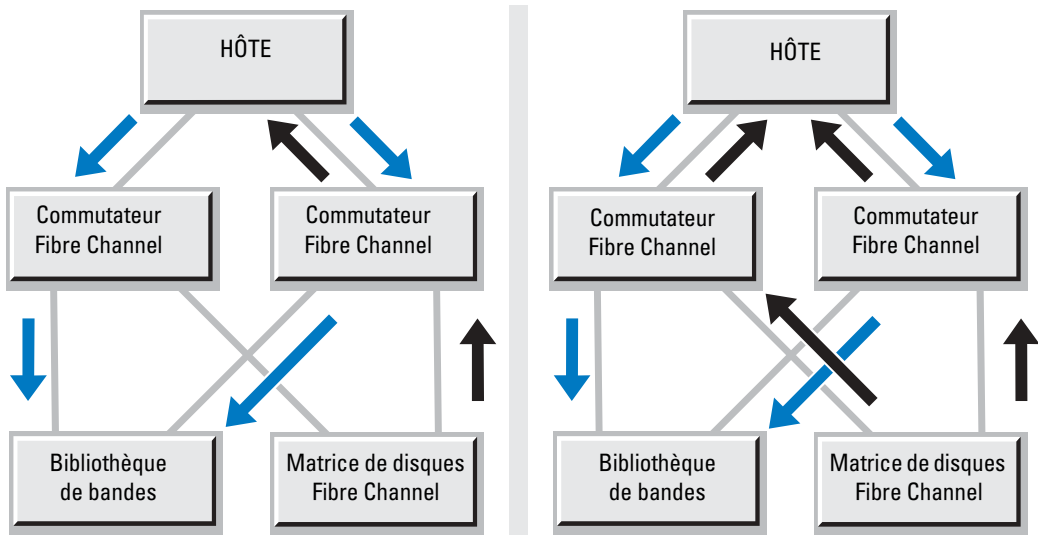 HÔTE
Commutateur
Fibre Channel
Commutateur
Fibre Channel
Bibliothèque
de bandes
Matrice de disques
Fibre Channel
HÔTE
Commutateur
Fibre Channel
Commutateur
Fibre Channel
Bibliothèque
de bandes
Matrice de disques
Fibre Channel